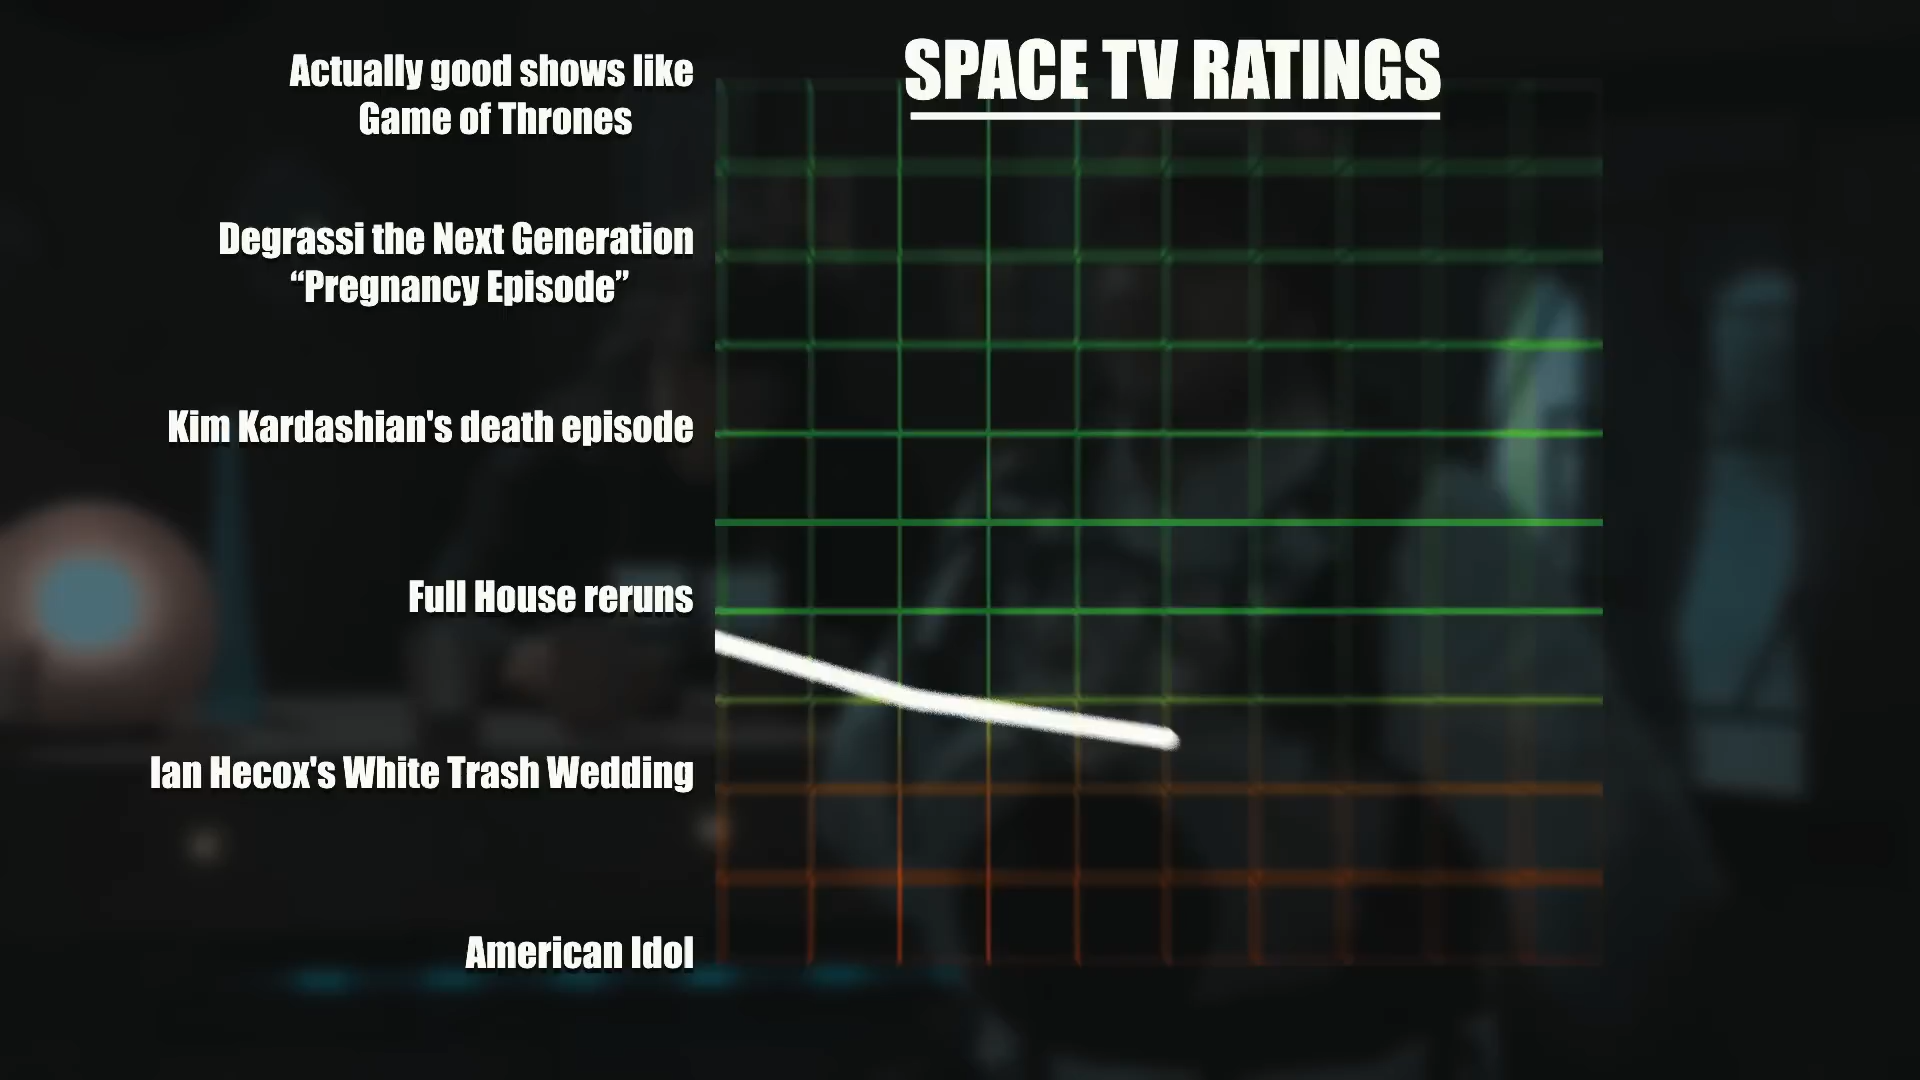 SPACE TV RATINGS
Actually good shows like
Game of Thrones
Degrassi the Next Generation
“Pregnancy Episode”
Kim Kardashian's death episode
Full House reruns
Ian Hecox's White Trash Wedding
American Idol